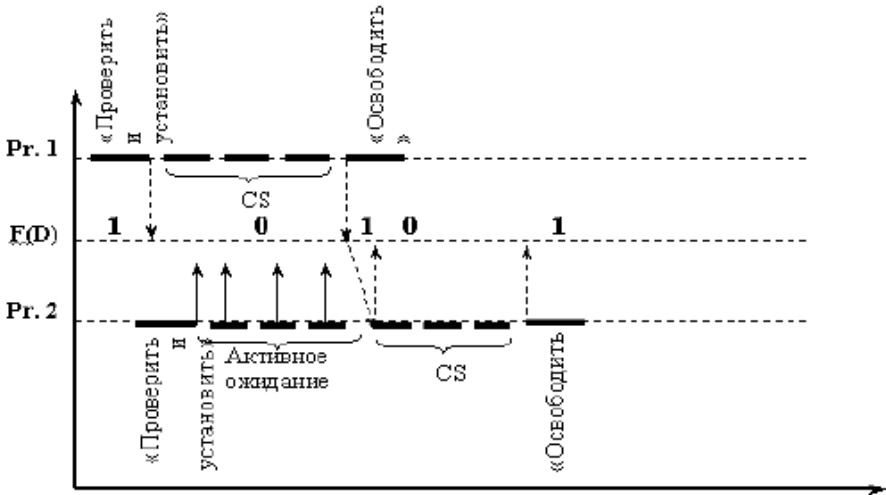 «Проверить
и
установить»
«Освободить
»
Pr. 1
CS
F(D)
1 0 1 0 1
Pr. 2
Активное
ожидание
CS
«Проверить
и
установить»
«Освободить